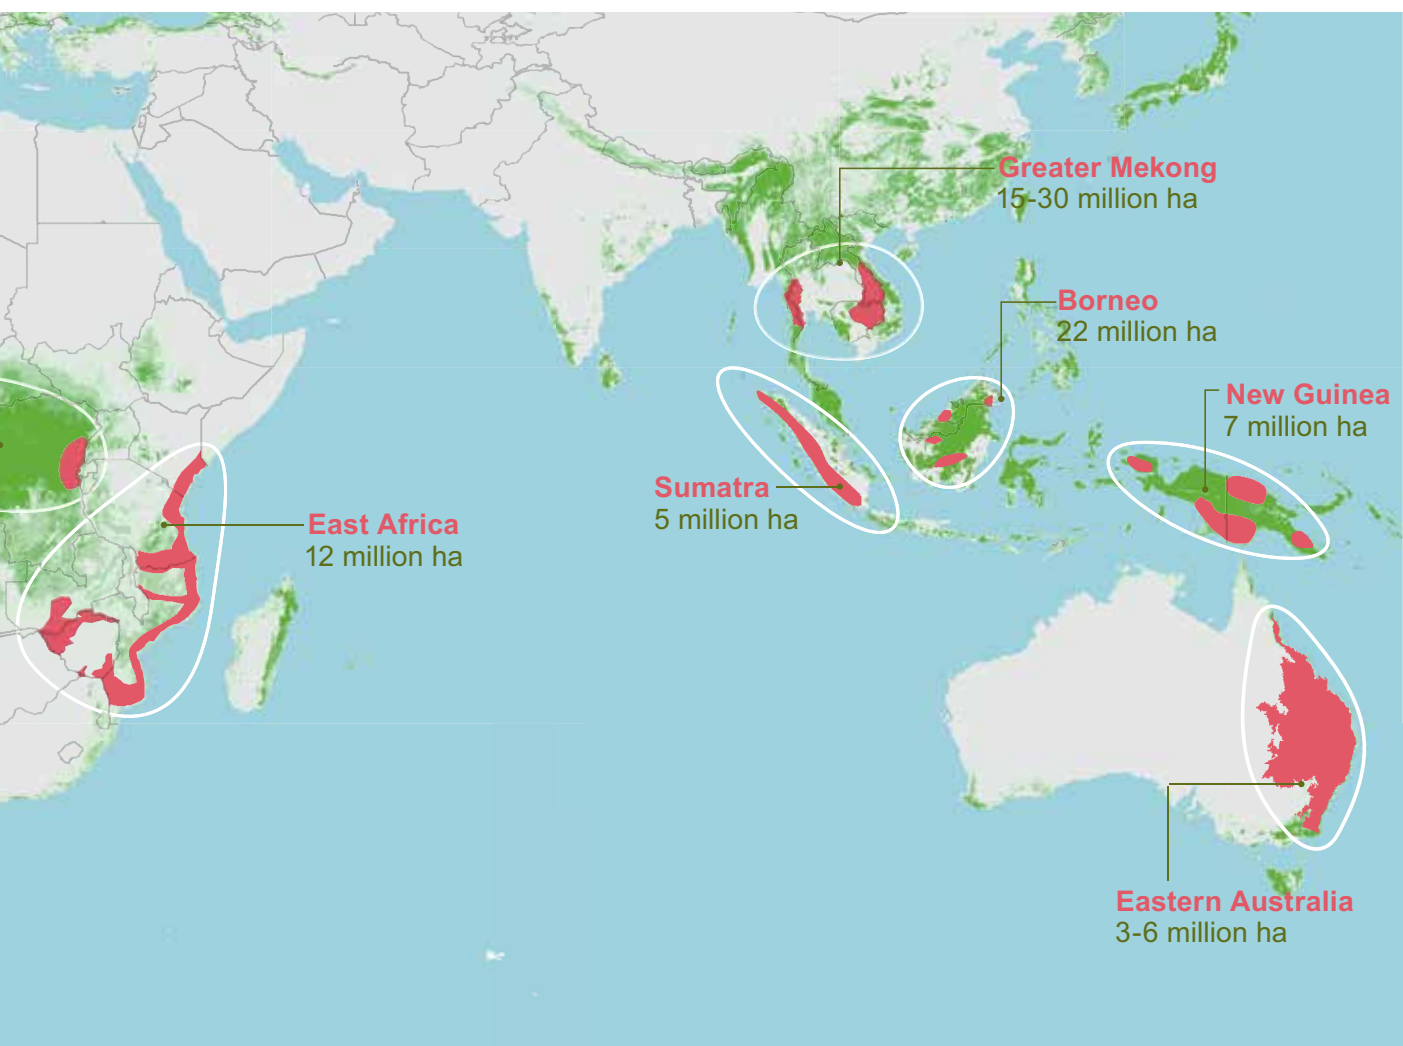 Greater Mekong
15-30 million ha
Borneo
22 million ha
New Guinea
7 million ha
Sumatra
5 million ha
East Africa
12 million ha
Eastern Australia
3-6 million ha